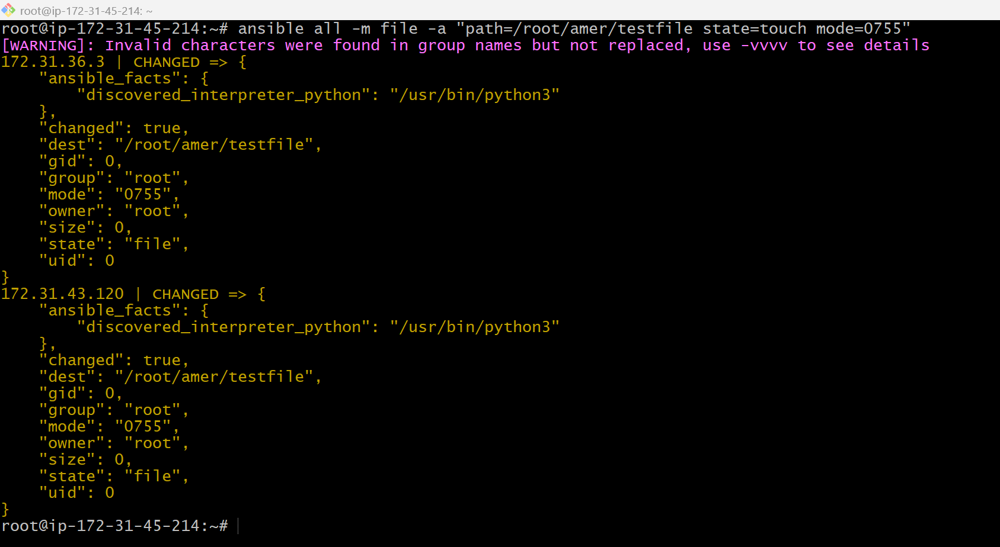 root@ip-172-31-45-214: ~
root@ip-172-31-45-214:~# ansible all -m file -a "path=/root/amer/testfile state=touch mode=0755"
[WARNING]: Invalid characters were found in group names but not replaced, use -vvvv to see details
172.31.36.3 | CHANGED => {
    "ansible_facts": {
        "discovered_interpreter_python": "/usr/bin/python3"
    },
    "changed": true,
    "dest": "/root/amer/testfile",
    "gid": 0,
    "group": "root",
    "mode": "0755",
    "owner": "root",
    "size": 0,
    "state": "file",
    "uid": 0
}
172.31.43.120 | CHANGED => {
    "ansible_facts": {
        "discovered_interpreter_python": "/usr/bin/python3"
    },
    "changed": true,
    "dest": "/root/amer/testfile",
    "gid": 0,
    "group": "root",
    "mode": "0755",
    "owner": "root",
    "size": 0,
    "state": "file",
    "uid": 0
}
root@ip-172-31-45-214:~#